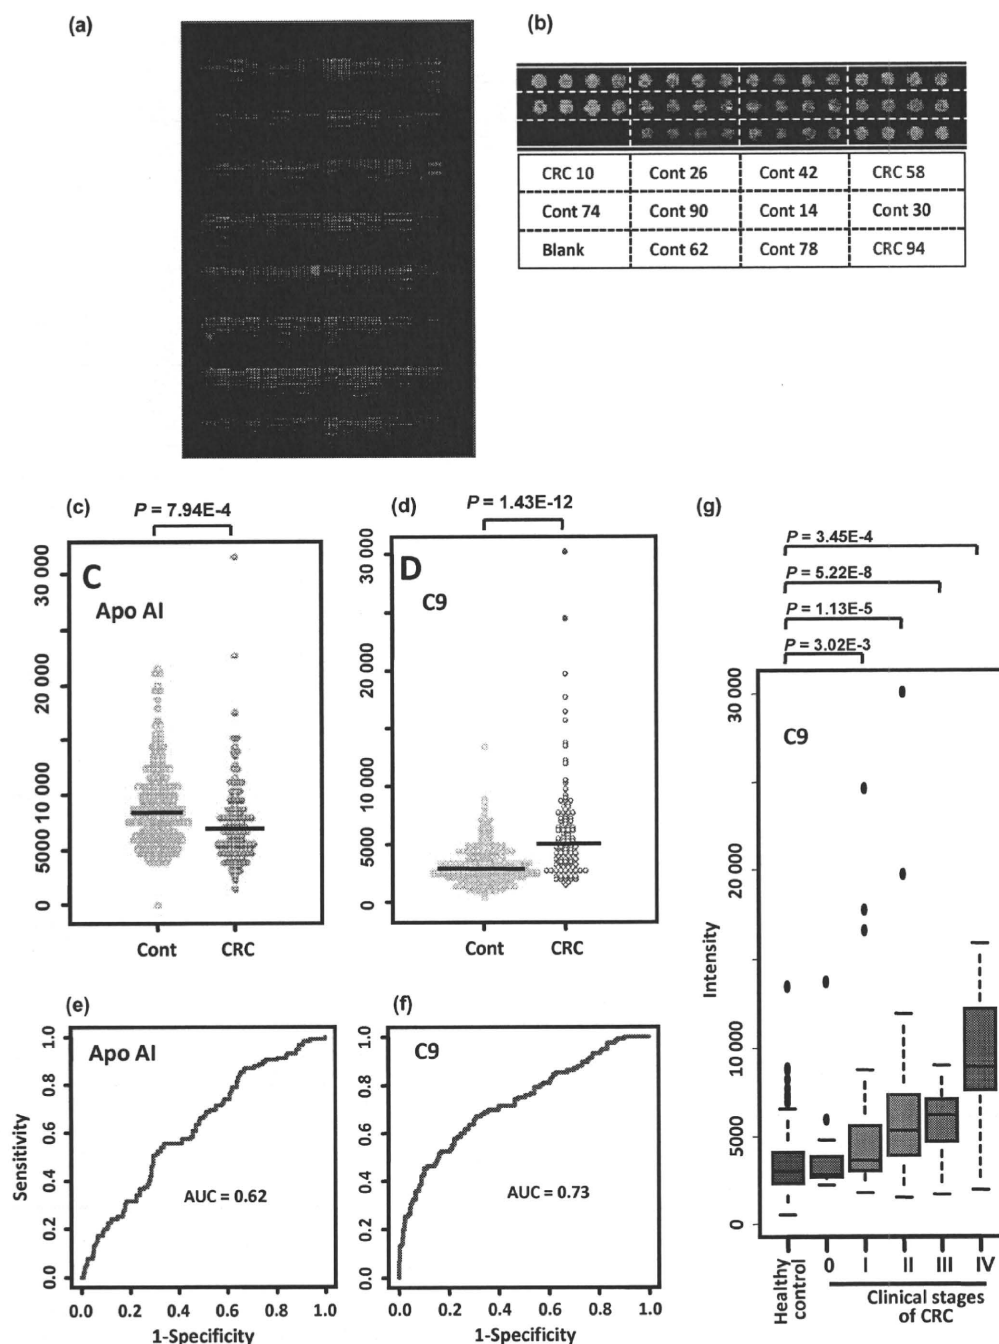 (a)
(b)
CRC 10 Cont 26 Cont 42 CRC 58
Cont 74 Cont 90 Cont 14 Cont 30
Blank Cont 62 Cont 78 CRC 94
(c)
P = 7.94E-4
C
Apo AI
30 000
20 000
10 000
5000
0
Cont CRC
(d)
P = 1.43E-12
D
C9
30 000
20 000
10 000
5000
0
Cont CRC
(e)
Apo AI
AUC = 0.62
Sensitivity
1.0
0.8
0.6
0.4
0.2
0.0
0.0 0.2 0.4 0.6 0.8 1.0
1-Specificity
(f)
C9
AUC = 0.73
1.0
0.8
0.6
0.4
0.2
0.0
0.0 0.2 0.4 0.6 0.8 1.0
1-Specificity
(g)
P = 3.45E-4
P = 5.22E-8
P = 1.13E-5
P = 3.02E-3
C9
Intensity
30 000
20 000
10 000
5000
0
Healthy
control
0 I II III IV
Clinical stages
of CRC